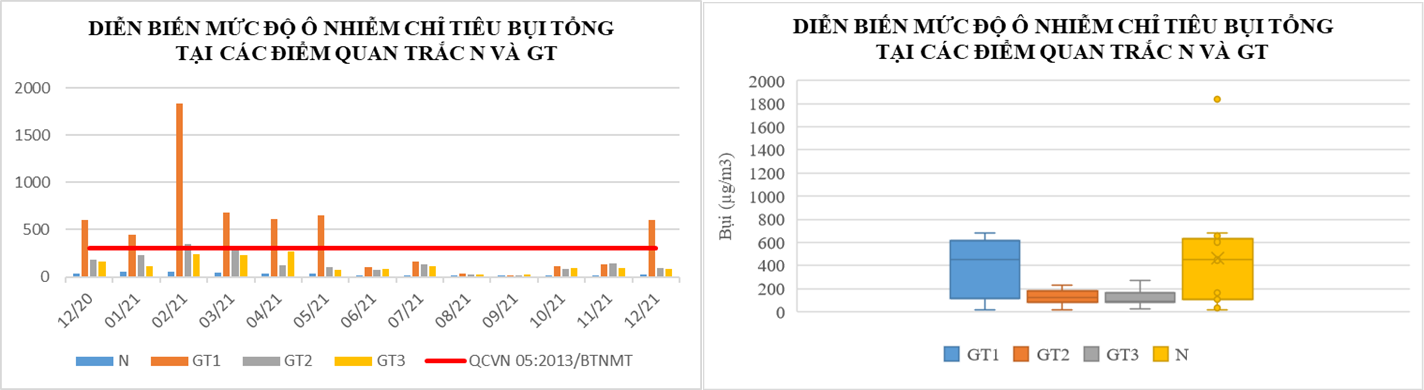 DIỄN BIẾN MỨC ĐỘ Ô NHIỄM CHỈ TIÊU BỤI TỔNG
TẠI CÁC ĐIỂM QUAN TRẮC N VÀ GT
2000
1500
1000
500
0
12/20 01/21 02/21 03/21 04/21 05/21 06/21 07/21 08/21 09/21 10/21 11/21 12/21
N GT1 GT2 GT3 QCVN 05:2013/BTNMT
DIỄN BIẾN MỨC ĐỘ Ô NHIỄM CHỈ TIÊU BỤI TỔNG
TẠI CÁC ĐIỂM QUAN TRẮC N VÀ GT
Bụi (µg/m3)
2000
1800
1600
1400
1200
1000
800
600
400
200
0
GT1 GT2 GT3 N